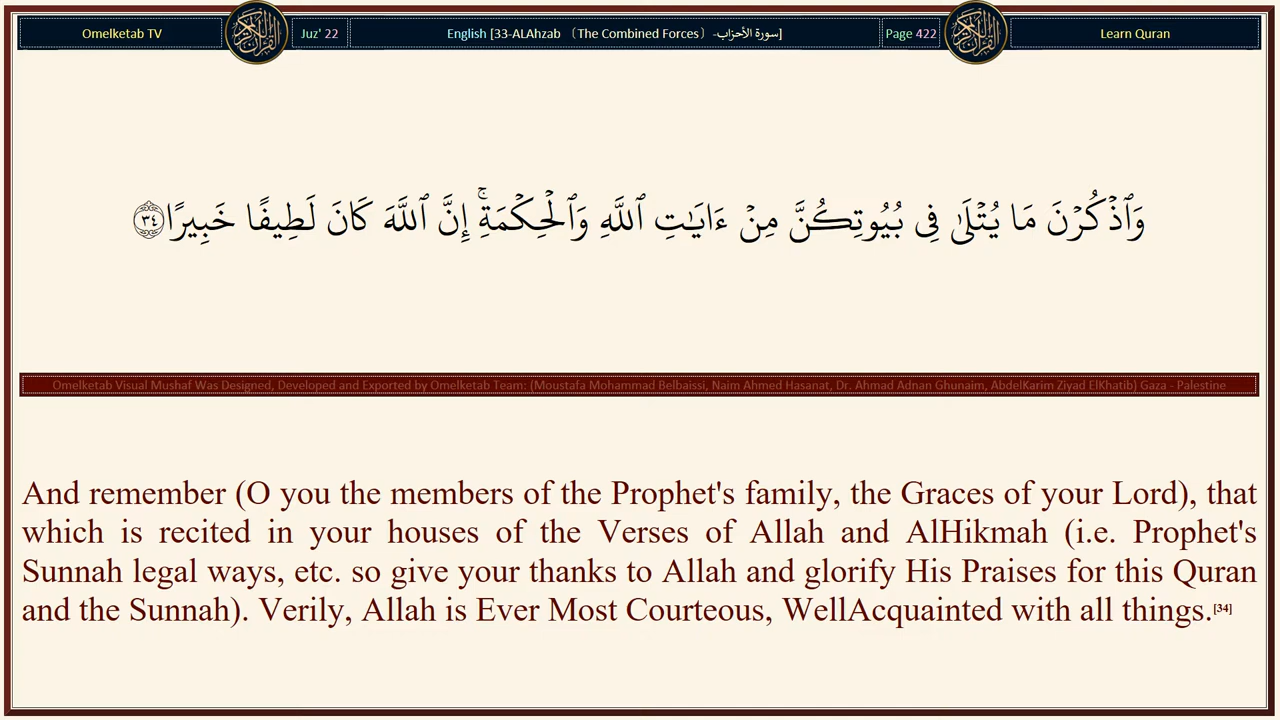 Omelketab TV
Juz' 22
English [33-ALAhzab （The Combined Forces）-سورة الأحزاب]
Page 422
Learn Quran
وَٱذۡكُرۡنَ مَا يُتۡلَىٰ فِى بُيُوتِكُنَّ مِنۡ ءَايَـٰتِ ٱللَّهِ وَٱلۡحِكۡمَةِۚ إِنَّ ٱللَّهَ كَانَ لَطِيفًا خَبِيرًا ٣٤
Omelketab Visual Mushaf Was Designed, Developed and Exported by Omelketab Team: (Moustafa Mohammad Belbaissi, Naim Ahmed Hasanat, Dr. Ahmad Adnan Ghunaim, AbdelKarim Ziyad ElKhatib) Gaza - Palestine
And remember (O you the members of the Prophet's family, the Graces of your Lord), that
which is recited in your houses of the Verses of Allah and AlHikmah (i.e. Prophet's
Sunnah legal ways, etc. so give your thanks to Allah and glorify His Praises for this Quran
and the Sunnah). Verily, Allah is Ever Most Courteous, WellAcquainted with all things.[34]